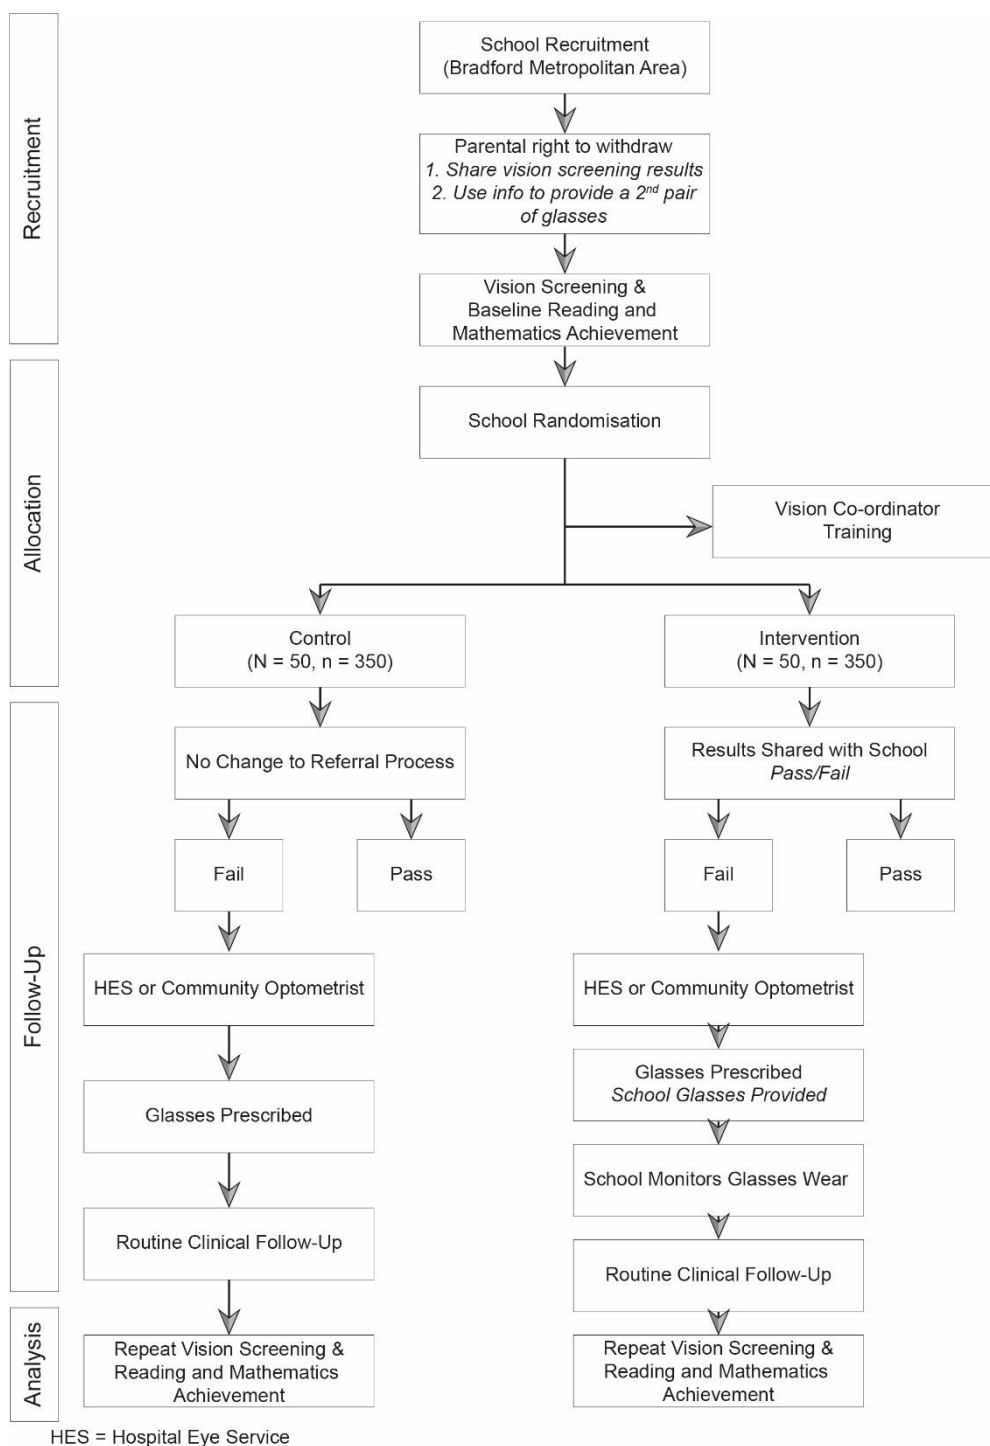 Recruitment
School Recruitment
(Bradford Metropolitan Area)
Parental right to withdraw
1. Share vision screening results
2. Use info to provide a 2nd pair
of glasses
Vision Screening &
Baseline Reading and
Mathematics Achievement
Allocation
School Randomisation
Vision Co-ordinator
Training
Control
(N = 50, n = 350)
Intervention
(N = 50, n = 350)
Follow-Up
No Change to Referral Process
Fail
Pass
HES or Community Optometrist
Glasses Prescribed
Routine Clinical Follow-Up
Results Shared with School
Pass/Fail
Fail
Pass
HES or Community Optometrist
Glasses Prescribed
School Glasses Provided
School Monitors Glasses Wear
Routine Clinical Follow-Up
Analysis
Repeat Vision Screening &
Reading and Mathematics
Achievement
Repeat Vision Screening &
Reading and Mathematics
Achievement
HES = Hospital Eye Service